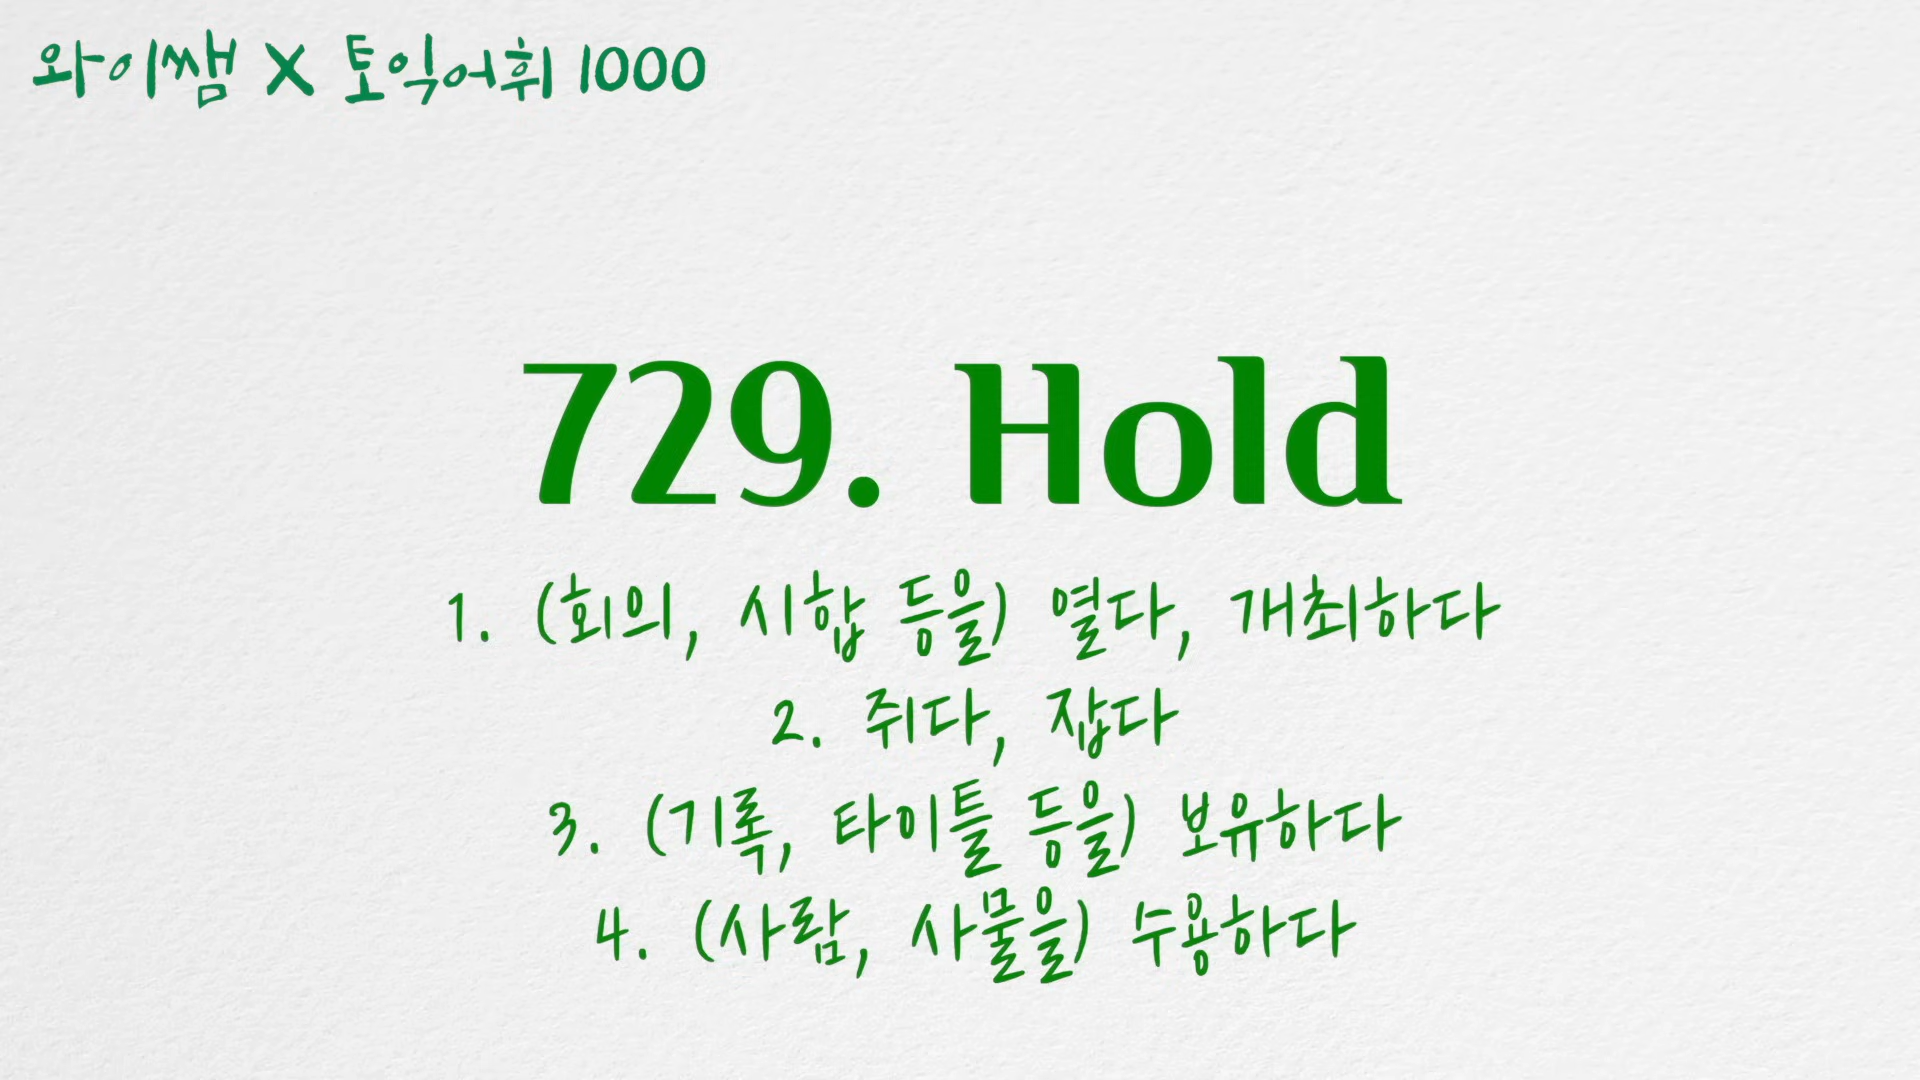 와이쌤 X 토익어휘 1000
729. Hold
1. (회의, 시합 등을) 열다, 개최하다
2. 쥐다, 잡다
3. (기록, 타이틀 등을) 보유하다
4. (사람, 사물을) 수용하다